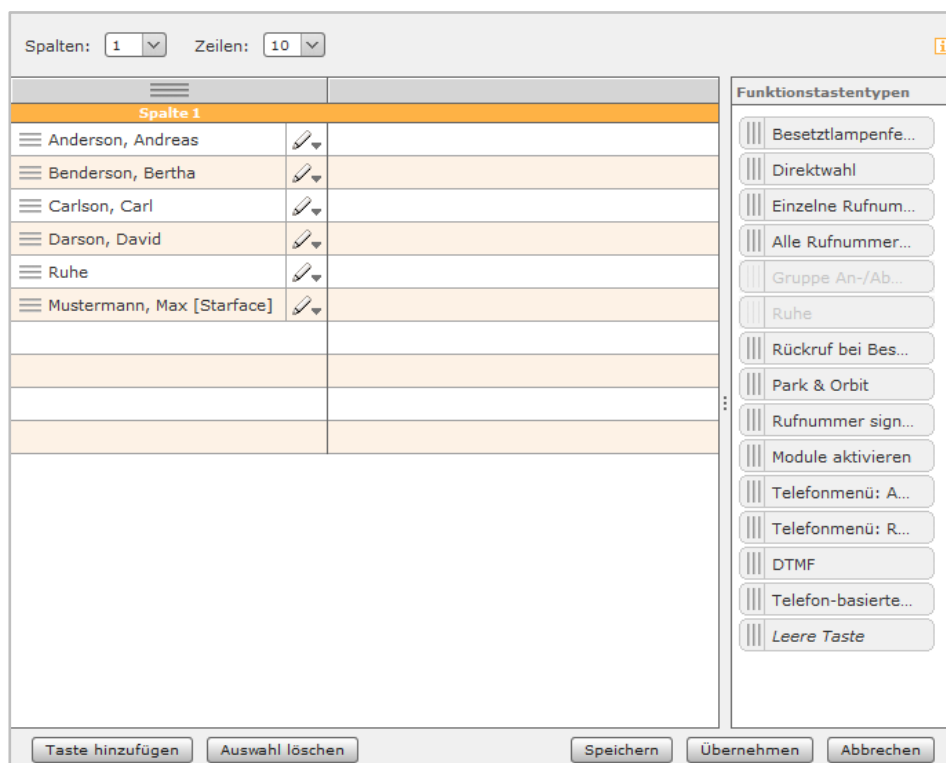 Spalten: 1 Zeilen: 10
Spalte 1
Anderson, Andreas
Benderson, Bertha
Carlson, Carl
Darson, David
Ruhe
Mustermann, Max [Starface]
Funktionstastentypen
Besetztlampenfe...
Direktwahl
Einzelne Rufnum...
Alle Rufnummer...
Gruppe An-/Ab...
Ruhe
Rückruf bei Bes...
Park & Orbit
Rufnummer sign...
Module aktivieren
Telefonmenü: A...
Telefonmenü: R...
DTMF
Telefon-basierte...
Leere Taste
Taste hinzufügen Auswahl löschen Speichern Übernehmen Abbrechen